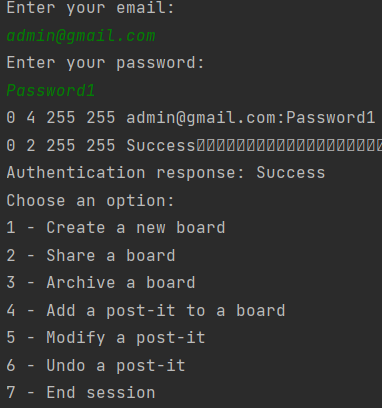 Enter your email:
admin@gmail.com
Enter your password:
Password1
0 4 255 255 admin@gmail.com:Password1
0 2 255 255 Success
Authentication response: Success
Choose an option:
1 - Create a new board
2 - Share a board
3 - Archive a board
4 - Add a post-it to a board
5 - Modify a post-it
6 - Undo a post-it
7 - End session